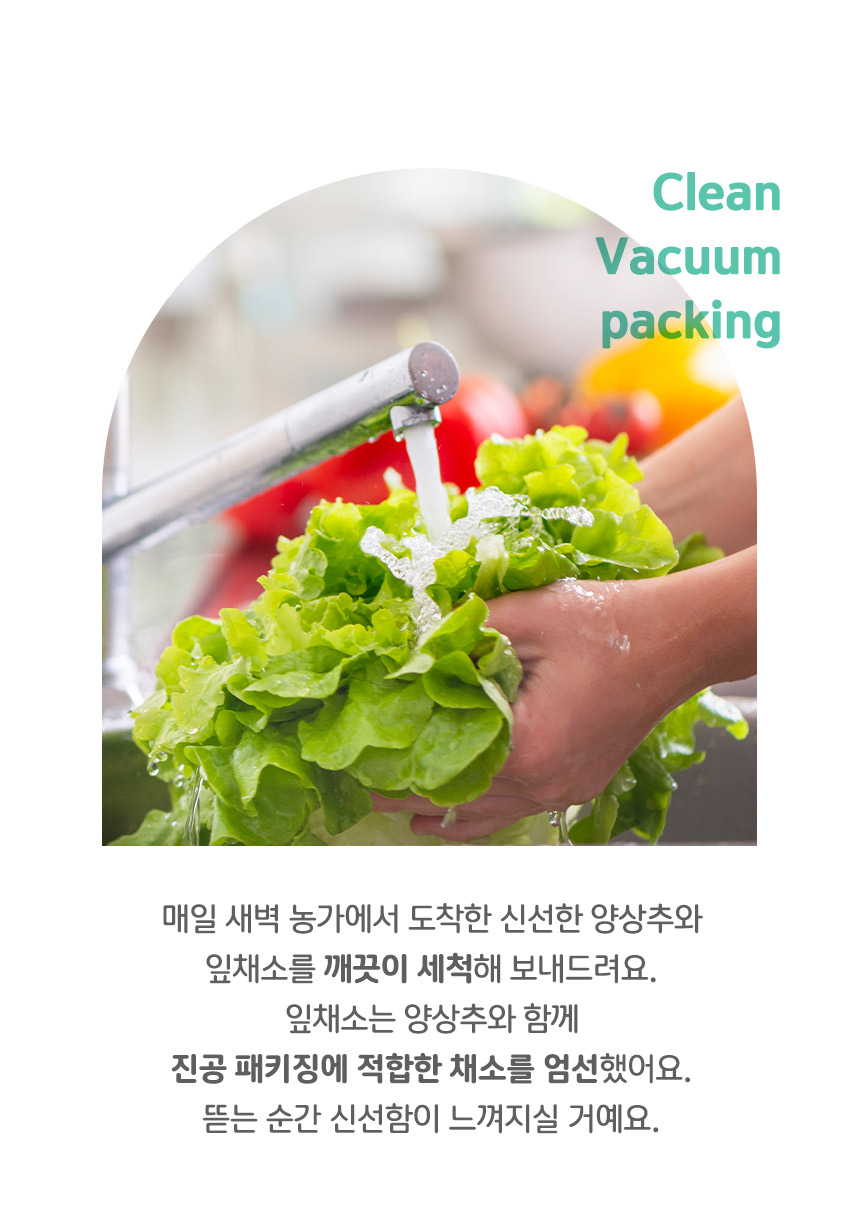 Clean
Vacuum
packing
매일 새벽 농가에서 도착한 신선한 양상추와
잎채소를 깨끗이 세척해 보내드려요.
잎채소는 양상추와 함께
진공 패키징에 적합한 채소를 엄선했어요.
뜯는 순간 신선함이 느껴지실 거예요.